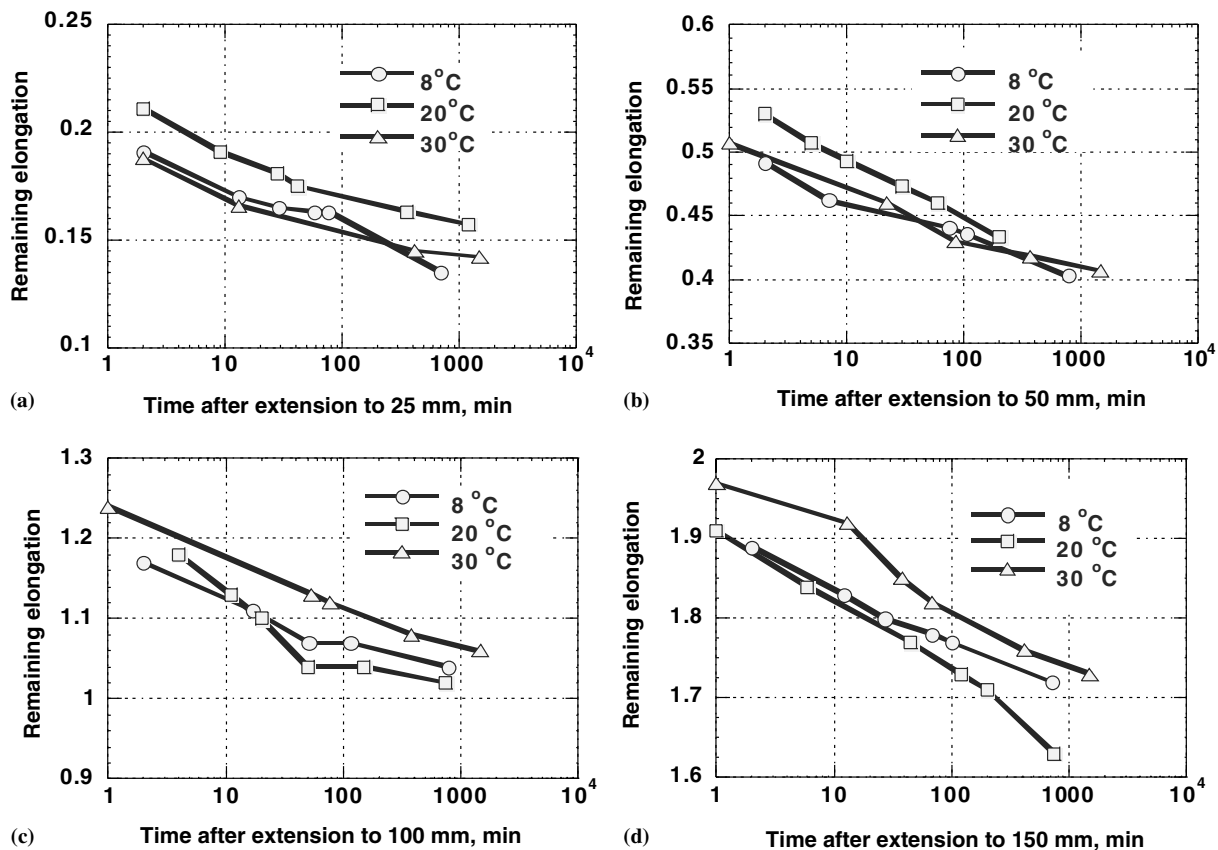 0.25
0.2
0.15
0.1
Remaining elongation
8°C
20°C
30°C
1 10 100 1000 10⁴
(a) Time after extension to 25 mm, min
0.6
0.55
0.5
0.45
0.4
0.35
Remaining elongation
8°C
20 °C
30°C
1 10 100 1000 10⁴
(b) Time after extension to 50 mm, min
1.3
1.2
1.1
1
0.9
Remaining elongation
8 °C
20 °C
30 °C
1 10 100 1000 10⁴
(c) Time after extension to 100 mm, min
2
1.9
1.8
1.7
1.6
Remaining elongation
8 °C
20 °C
30 °C
1 10 100 1000 10⁴
(d) Time after extension to 150 mm, min